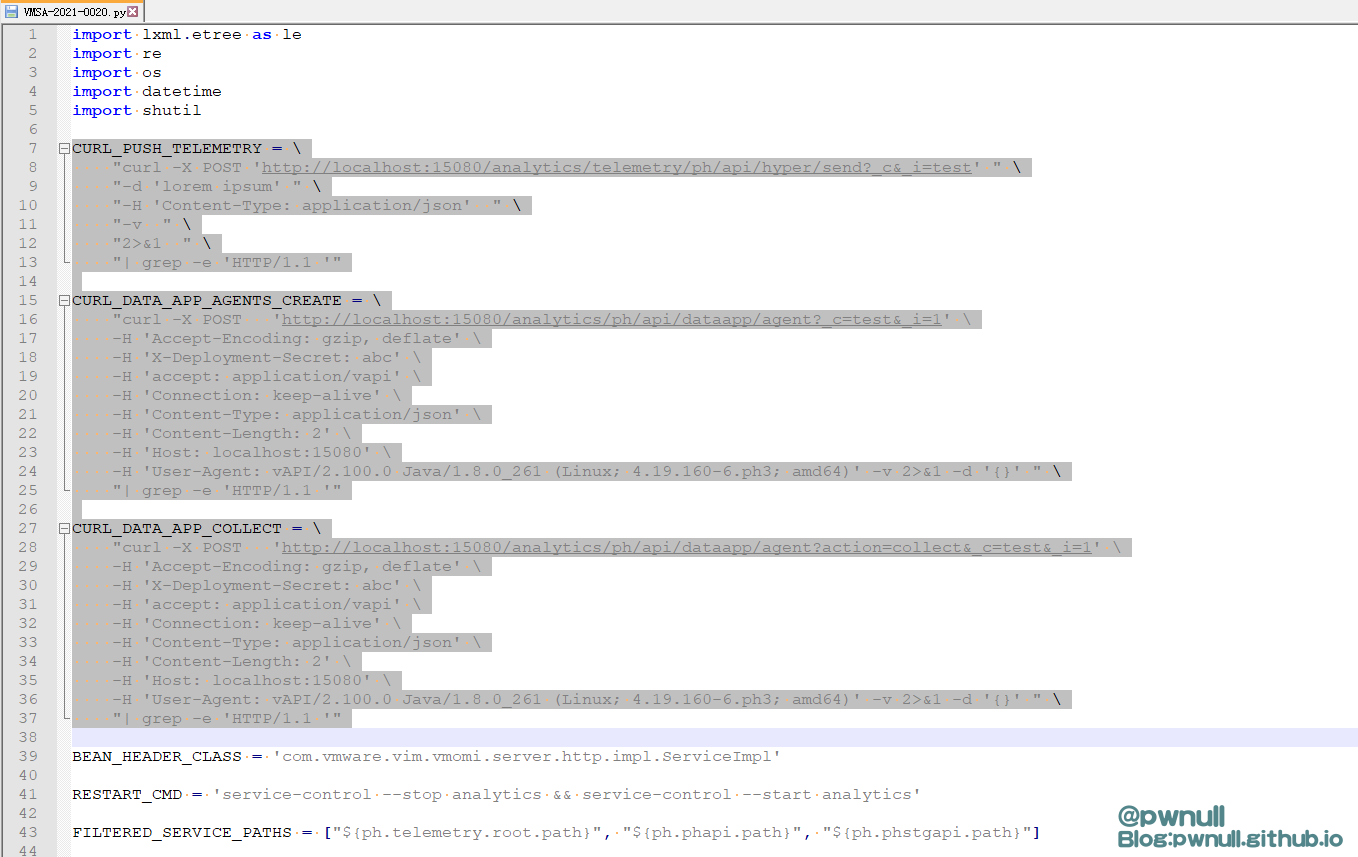 VMSA-2021-0020.py
1 import lxml.etree as le
2 import re
3 import os
4 import datetime
5 import shutil
6
7 CURL_PUSH_TELEMETRY = \
8 "curl -X POST 'http://localhost:15080/analytics/telemetry/ph/api/hyper/send?_c&_i=test' " \
9 "-d 'lorem ipsum' " \
10 "-H 'Content-Type: application/json'  " \
11 "-v  " \
12 "2>&1  " \
13 "| grep -e 'HTTP/1.1 '"
14
15 CURL_DATA_APP_AGENTS_CREATE = \
16 "curl -X POST   'http://localhost:15080/analytics/ph/api/dataapp/agent?_c=test&_i=1' \
17 -H 'Accept-Encoding: gzip, deflate' \
18 -H 'X-Deployment-Secret: abc' \
19 -H 'accept: application/vapi' \
20 -H 'Connection: keep-alive' \
21 -H 'Content-Type: application/json' \
22 -H 'Content-Length: 2' \
23 -H 'Host: localhost:15080' \
24 -H 'User-Agent: vAPI/2.100.0 Java/1.8.0_261 (Linux; 4.19.160-6.ph3; amd64)' -v 2>&1 -d '{}' " \
25 "| grep -e 'HTTP/1.1 '"
26
27 CURL_DATA_APP_COLLECT = \
28 "curl -X POST   'http://localhost:15080/analytics/ph/api/dataapp/agent?action=collect&_c=test&_i=1' \
29 -H 'Accept-Encoding: gzip, deflate' \
30 -H 'X-Deployment-Secret: abc' \
31 -H 'accept: application/vapi' \
32 -H 'Connection: keep-alive' \
33 -H 'Content-Type: application/json' \
34 -H 'Content-Length: 2' \
35 -H 'Host: localhost:15080' \
36 -H 'User-Agent: vAPI/2.100.0 Java/1.8.0_261 (Linux; 4.19.160-6.ph3; amd64)' -v 2>&1 -d '{}' " \
37 "| grep -e 'HTTP/1.1 '"
38
39 BEAN_HEADER_CLASS = 'com.vmware.vim.vmomi.server.http.impl.ServiceImpl'
40
41 RESTART_CMD = 'service-control --stop analytics && service-control --start analytics'
42
43 FILTERED_SERVICE_PATHS = ["${ph.telemetry.root.path}", "${ph.phapi.path}", "${ph.phstgapi.path}"]
44
@pwnull
Blog:pwnull.github.io